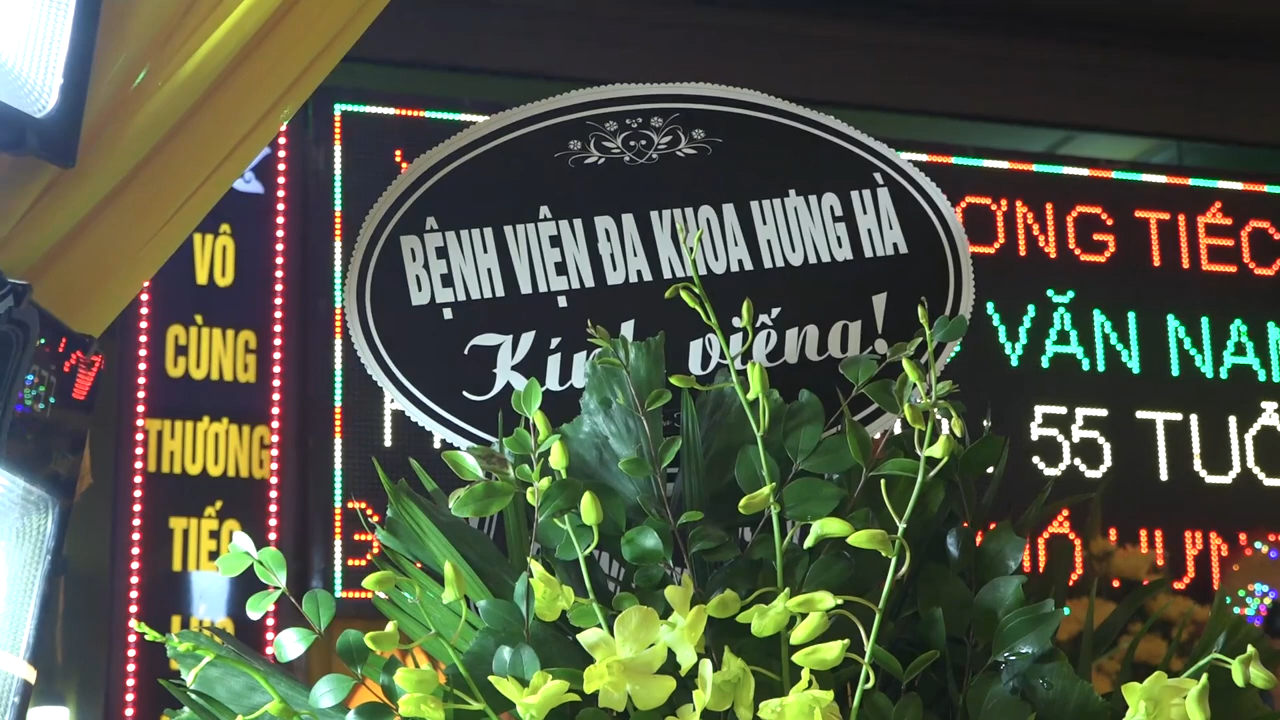 VÔ
CÙNG
THƯƠNG
TIẾC
BỆNH VIỆN ĐA KHOA HƯNG HÀ
Kính viếng!
ƠNG TIẾC
VĂN NAM
55 TUỔ